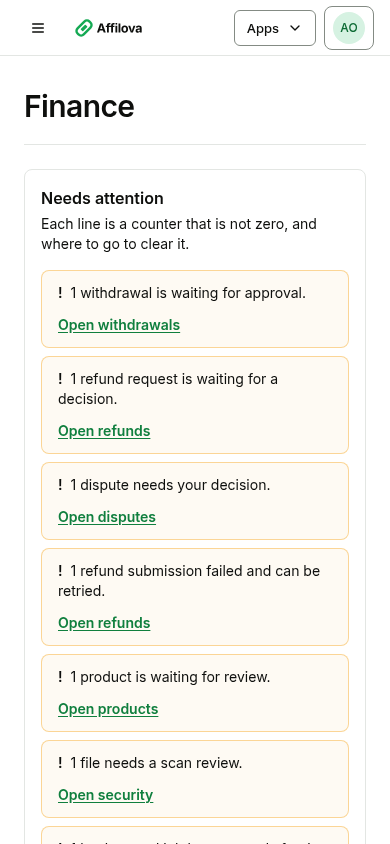 Affilova
Apps
AO
Finance
Needs attention
Each line is a counter that is not zero, and
where to go to clear it.
! 1 withdrawal is waiting for approval.
Open withdrawals
! 1 refund request is waiting for a
decision.
Open refunds
! 1 dispute needs your decision.
Open disputes
! 1 refund submission failed and can be
retried.
Open refunds
! 1 product is waiting for review.
Open products
! 1 file needs a scan review.
Open security